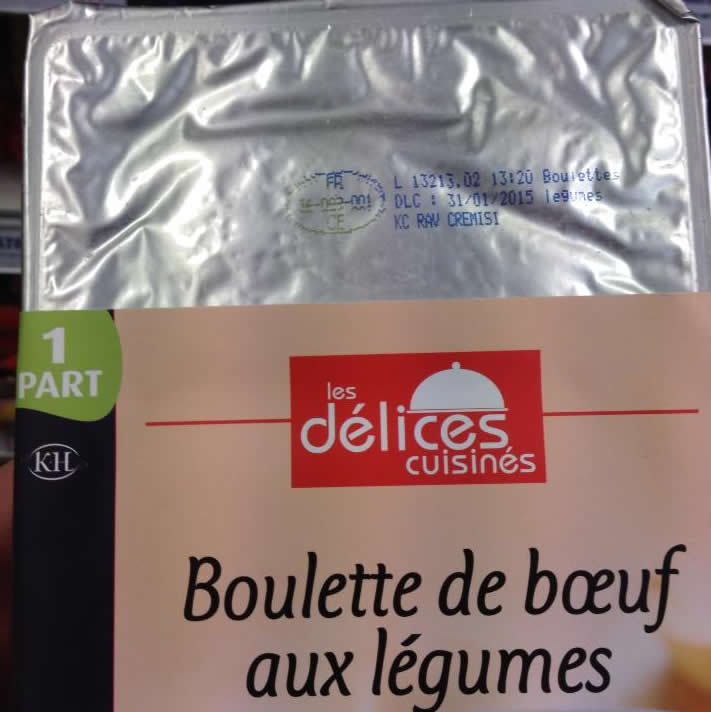 FR
CE
L 13213.02 13:20 Boulettes
DLC : 31/01/2015 legumes
KC RAV CREMISI
1
PART
KH
les
délices
cuisinés
Boulette de bœuf
aux légumes